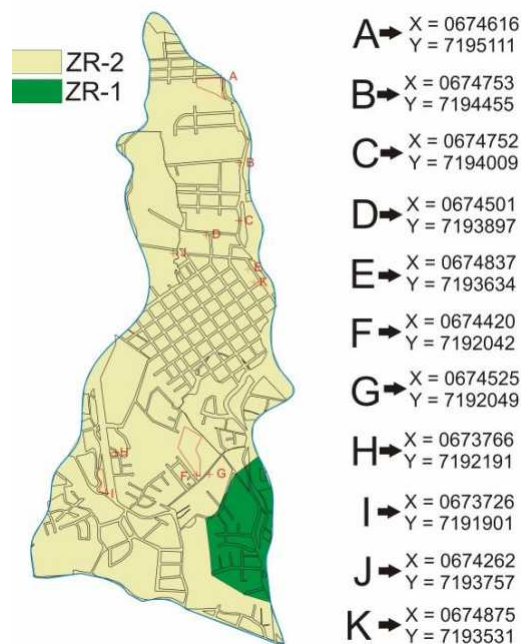 ZR-2
ZR-1
A
B
C
D
J
E
K
H
F
G
I
A X = 0674616
Y = 7195111
B X = 0674753
Y = 7194455
C X = 0674752
Y = 7194009
D X = 0674501
Y = 7193897
E X = 0674837
Y = 7193634
F X = 0674420
Y = 7192042
G X = 0674525
Y = 7192049
H X = 0673766
Y = 7192191
I X = 0673726
Y = 7191901
J X = 0674262
Y = 7193757
K X = 0674875
Y = 7193531